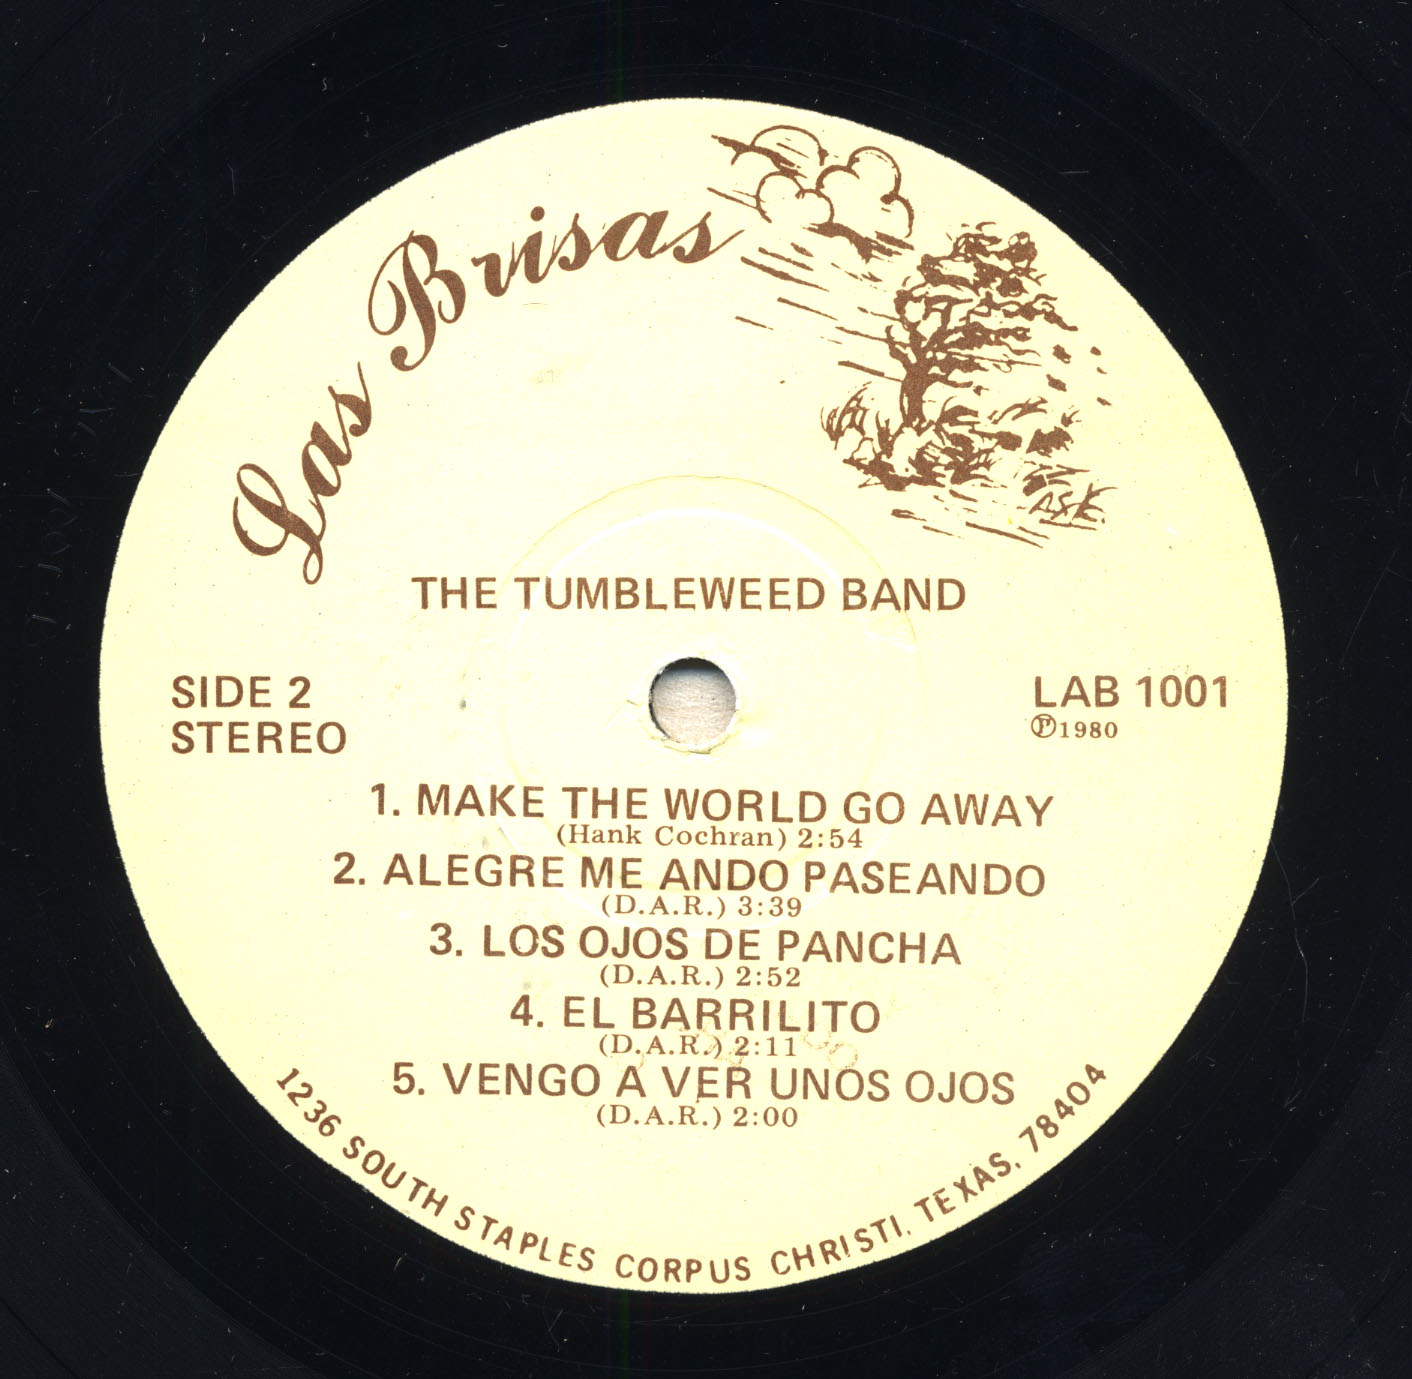 Las Brisas
THE TUMBLEWEED BAND
SIDE 2
STEREO
LAB 1001
Ⓟ1980
1. MAKE THE WORLD GO AWAY
(Hank Cochran) 2:54
2. ALEGRE ME ANDO PASEANDO
(D.A.R.) 3:39
3. LOS OJOS DE PANCHA
(D.A.R.) 2:52
4. EL BARRILITO
(D.A.R.) 2:11
5. VENGO A VER UNOS OJOS
(D.A.R.) 2:00
1236 SOUTH STAPLES CORPUS CHRISTI, TEXAS, 78404